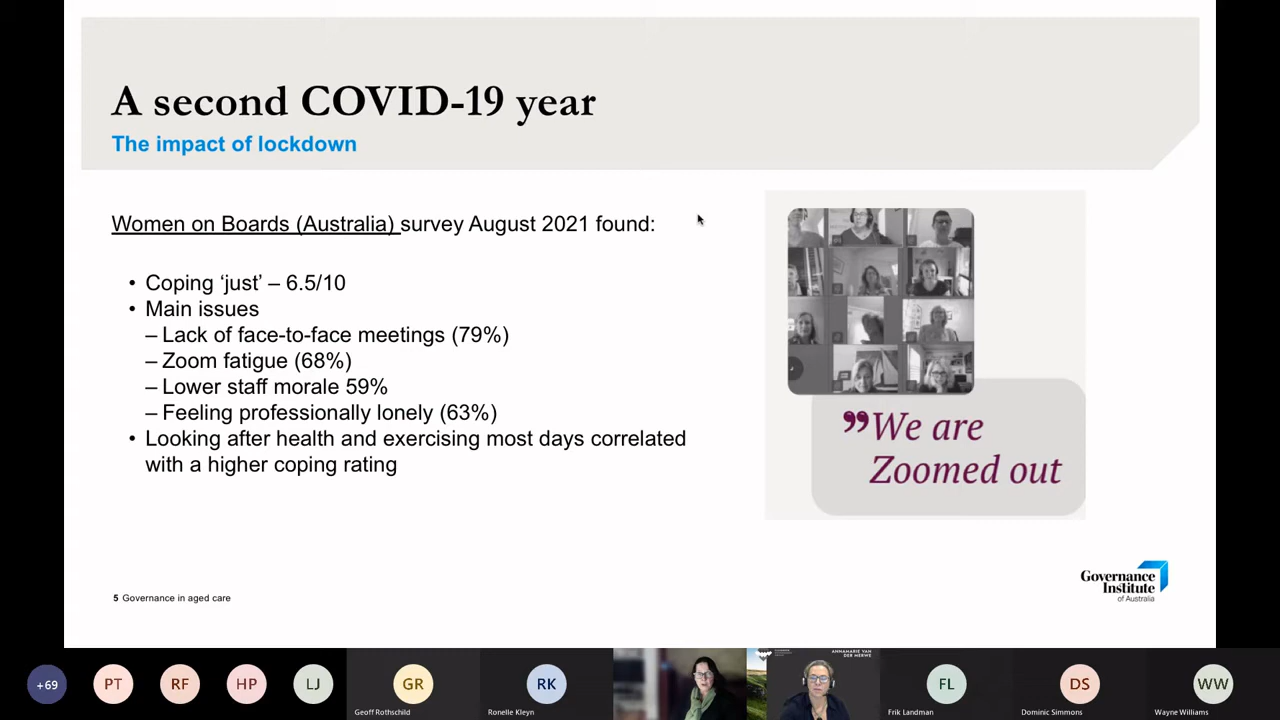 A second COVID-19 year
The impact of lockdown
Women on Boards (Australia) survey August 2021 found:
• Coping ‘just’ – 6.5/10
• Main issues
– Lack of face-to-face meetings (79%)
– Zoom fatigue (68%)
– Lower staff morale 59%
– Feeling professionally lonely (63%)
• Looking after health and exercising most days correlated
with a higher coping rating
”We are
Zoomed out
Governance
Institute
of Australia
5 Governance in aged care
+69
PT
RF
HP
LJ
GR
Geoff Rothschild
RK
Ronelle Kleyn
ANNAMARIE VAN
DER MERWE
FL
Frik Landman
DS
Dominic Simmons
WW
Wayne Williams